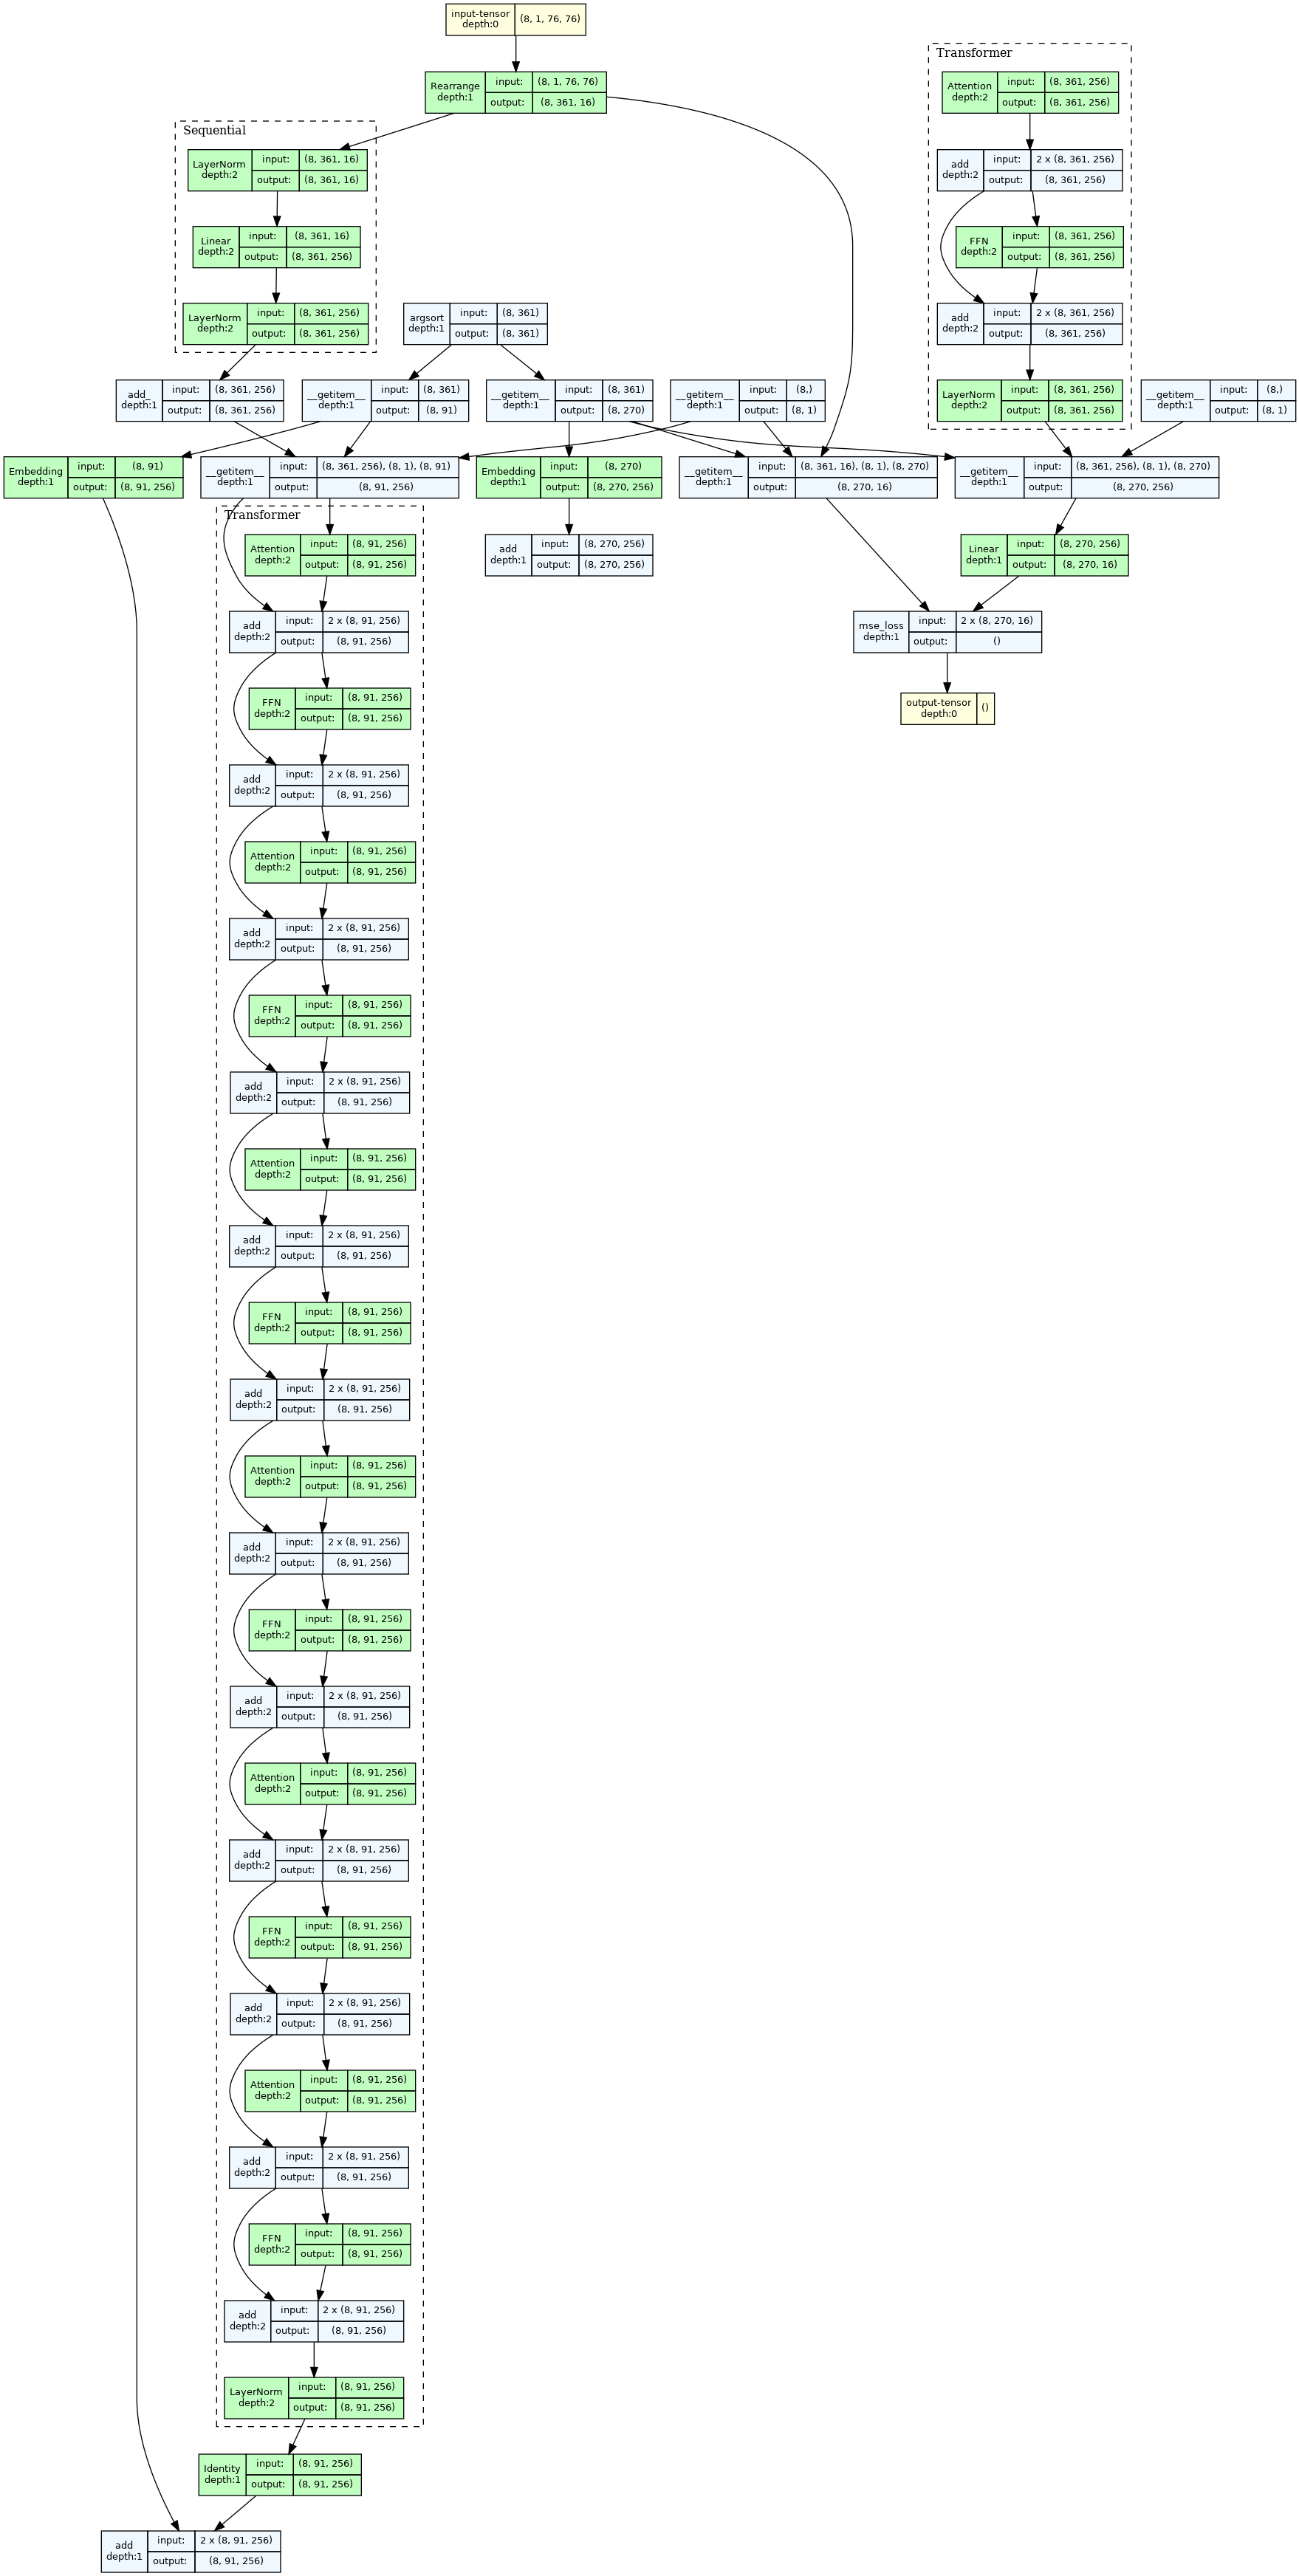 input-tensor
depth:0
(8, 1, 76, 76)
Transformer
Rearrange
depth:1
input:
(8, 1, 76, 76)
output:
(8, 361, 16)
Attention
depth:2
input:
(8, 361, 256)
output:
(8, 361, 256)
Sequential
LayerNorm
depth:2
input:
(8, 361, 16)
output:
(8, 361, 16)
add
depth:2
input:
2 x (8, 361, 256)
output:
(8, 361, 256)
Linear
depth:2
input:
(8, 361, 16)
output:
(8, 361, 256)
FFN
depth:2
input:
(8, 361, 256)
output:
(8, 361, 256)
LayerNorm
depth:2
input:
(8, 361, 256)
output:
(8, 361, 256)
argsort
depth:1
input:
(8, 361)
output:
(8, 361)
add
depth:2
input:
2 x (8, 361, 256)
output:
(8, 361, 256)
add_
depth:1
input:
(8, 361, 256)
output:
(8, 361, 256)
__getitem__
depth:1
input:
(8, 361)
output:
(8, 91)
__getitem__
depth:1
input:
(8, 361)
output:
(8, 270)
__getitem__
depth:1
input:
(8,)
output:
(8, 1)
LayerNorm
depth:2
input:
(8, 361, 256)
output:
(8, 361, 256)
__getitem__
depth:1
input:
(8,)
output:
(8, 1)
Embedding
depth:1
input:
(8, 91)
output:
(8, 91, 256)
__getitem__
depth:1
input:
(8, 361, 256), (8, 1), (8, 91)
output:
(8, 91, 256)
Embedding
depth:1
input:
(8, 270)
output:
(8, 270, 256)
__getitem__
depth:1
input:
(8, 361, 16), (8, 1), (8, 270)
output:
(8, 270, 16)
__getitem__
depth:1
input:
(8, 361, 256), (8, 1), (8, 270)
output:
(8, 270, 256)
Transformer
Attention
depth:2
input:
(8, 91, 256)
output:
(8, 91, 256)
add
depth:1
input:
(8, 270, 256)
output:
(8, 270, 256)
Linear
depth:1
input:
(8, 270, 256)
output:
(8, 270, 16)
add
depth:2
input:
2 x (8, 91, 256)
output:
(8, 91, 256)
mse_loss
depth:1
input:
2 x (8, 270, 16)
output:
()
FFN
depth:2
input:
(8, 91, 256)
output:
(8, 91, 256)
output-tensor
depth:0
()
add
depth:2
input:
2 x (8, 91, 256)
output:
(8, 91, 256)
Attention
depth:2
input:
(8, 91, 256)
output:
(8, 91, 256)
add
depth:2
input:
2 x (8, 91, 256)
output:
(8, 91, 256)
FFN
depth:2
input:
(8, 91, 256)
output:
(8, 91, 256)
add
depth:2
input:
2 x (8, 91, 256)
output:
(8, 91, 256)
Attention
depth:2
input:
(8, 91, 256)
output:
(8, 91, 256)
add
depth:2
input:
2 x (8, 91, 256)
output:
(8, 91, 256)
FFN
depth:2
input:
(8, 91, 256)
output:
(8, 91, 256)
add
depth:2
input:
2 x (8, 91, 256)
output:
(8, 91, 256)
Attention
depth:2
input:
(8, 91, 256)
output:
(8, 91, 256)
add
depth:2
input:
2 x (8, 91, 256)
output:
(8, 91, 256)
FFN
depth:2
input:
(8, 91, 256)
output:
(8, 91, 256)
add
depth:2
input:
2 x (8, 91, 256)
output:
(8, 91, 256)
Attention
depth:2
input:
(8, 91, 256)
output:
(8, 91, 256)
add
depth:2
input:
2 x (8, 91, 256)
output:
(8, 91, 256)
FFN
depth:2
input:
(8, 91, 256)
output:
(8, 91, 256)
add
depth:2
input:
2 x (8, 91, 256)
output:
(8, 91, 256)
Attention
depth:2
input:
(8, 91, 256)
output:
(8, 91, 256)
add
depth:2
input:
2 x (8, 91, 256)
output:
(8, 91, 256)
FFN
depth:2
input:
(8, 91, 256)
output:
(8, 91, 256)
add
depth:2
input:
2 x (8, 91, 256)
output:
(8, 91, 256)
LayerNorm
depth:2
input:
(8, 91, 256)
output:
(8, 91, 256)
Identity
depth:1
input:
(8, 91, 256)
output:
(8, 91, 256)
add
depth:1
input:
2 x (8, 91, 256)
output:
(8, 91, 256)